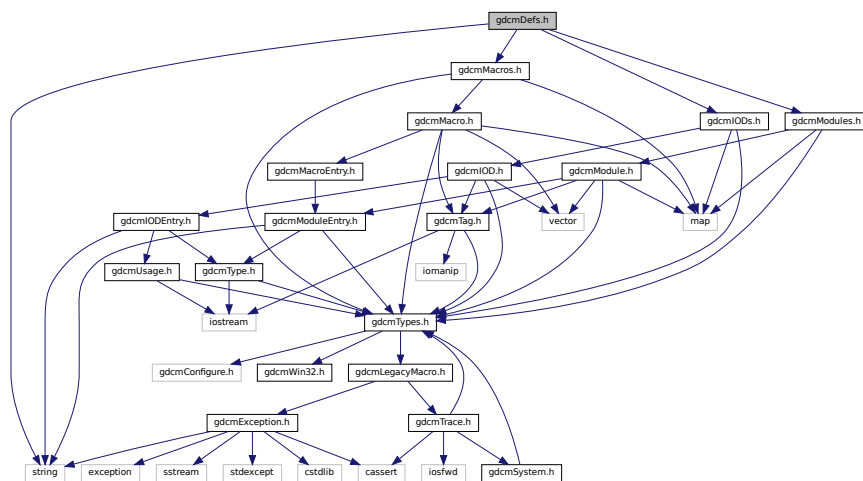 gdcmDefs.h
gdcmMacros.h
gdcmMacro.h
gdcmIODs.h
gdcmModules.h
gdcmMacroEntry.h
gdcmIOD.h
gdcmModule.h
gdcmIODEntry.h
gdcmModuleEntry.h
gdcmTag.h
vector
map
gdcmUsage.h
gdcmType.h
iomanip
iostream
gdcmTypes.h
gdcmConfigure.h
gdcmWin32.h
gdcmLegacyMacro.h
gdcmException.h
gdcmTrace.h
string
exception
sstream
stdexcept
cstdlib
cassert
iosfwd
gdcmSystem.h